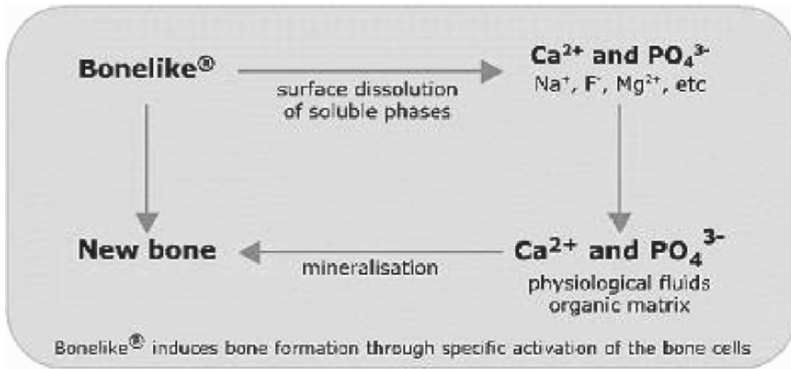 Bonelike®
surface dissolution
of soluble phases
Ca²⁺ and PO₄³⁻
Na⁺, F⁻, Mg²⁺, etc
New bone
mineralisation
Ca²⁺ and PO₄³⁻
physiological fluids
organic matrix
Bonelike® induces bone formation through specific activation of the bone cells